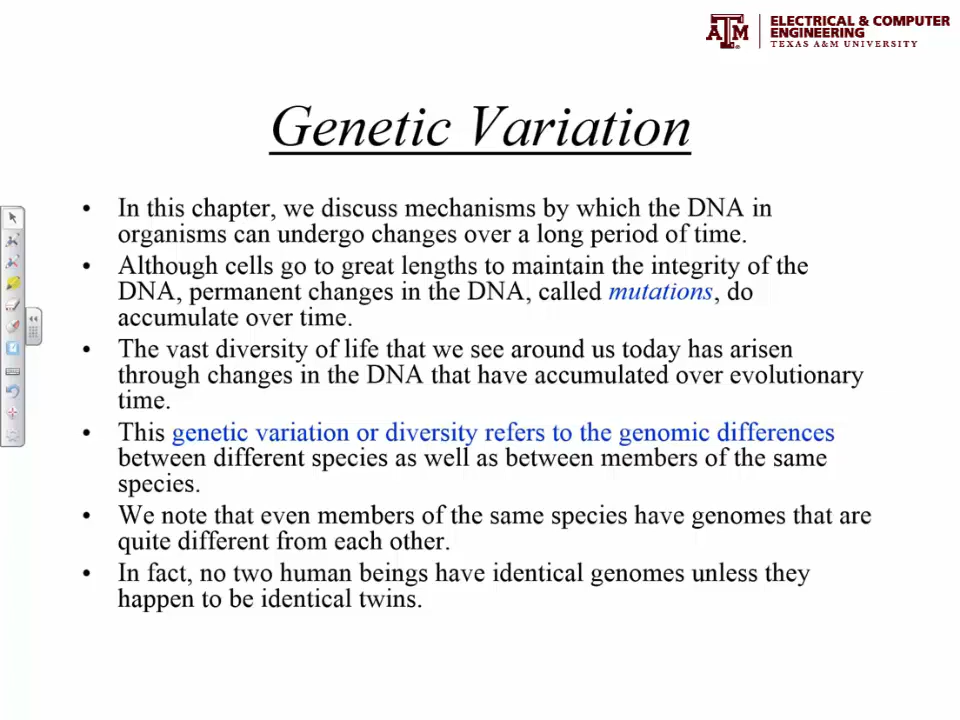 ELECTRICAL & COMPUTER
ENGINEERING
TEXAS A&M UNIVERSITY
Genetic Variation
• In this chapter, we discuss mechanisms by which the DNA in
organisms can undergo changes over a long period of time.
• Although cells go to great lengths to maintain the integrity of the
DNA, permanent changes in the DNA, called mutations, do
accumulate over time.
• The vast diversity of life that we see around us today has arisen
through changes in the DNA that have accumulated over evolutionary
time.
• This genetic variation or diversity refers to the genomic differences
between different species as well as between members of the same
species.
• We note that even members of the same species have genomes that are
quite different from each other.
• In fact, no two human beings have identical genomes unless they
happen to be identical twins.